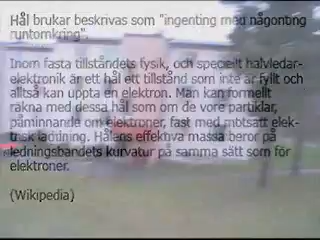 Hål brukar beskrivas som "ingenting med någonting
runtomkring".
Inom fasta tillståndets fysik, och speciellt halvledar-
elektronik är ett hål ett tillstånd som inte är fyllt och
alltså kan uppta en elektron. Man kan formellt
räkna med dessa hål som om de vore partiklar,
påminnande om elektroner, fast med motsatt elek-
trisk laddning. Hålens effektiva massa beror på
ledningsbandets kurvatur på samma sätt som för
elektroner.
(Wikipedia)